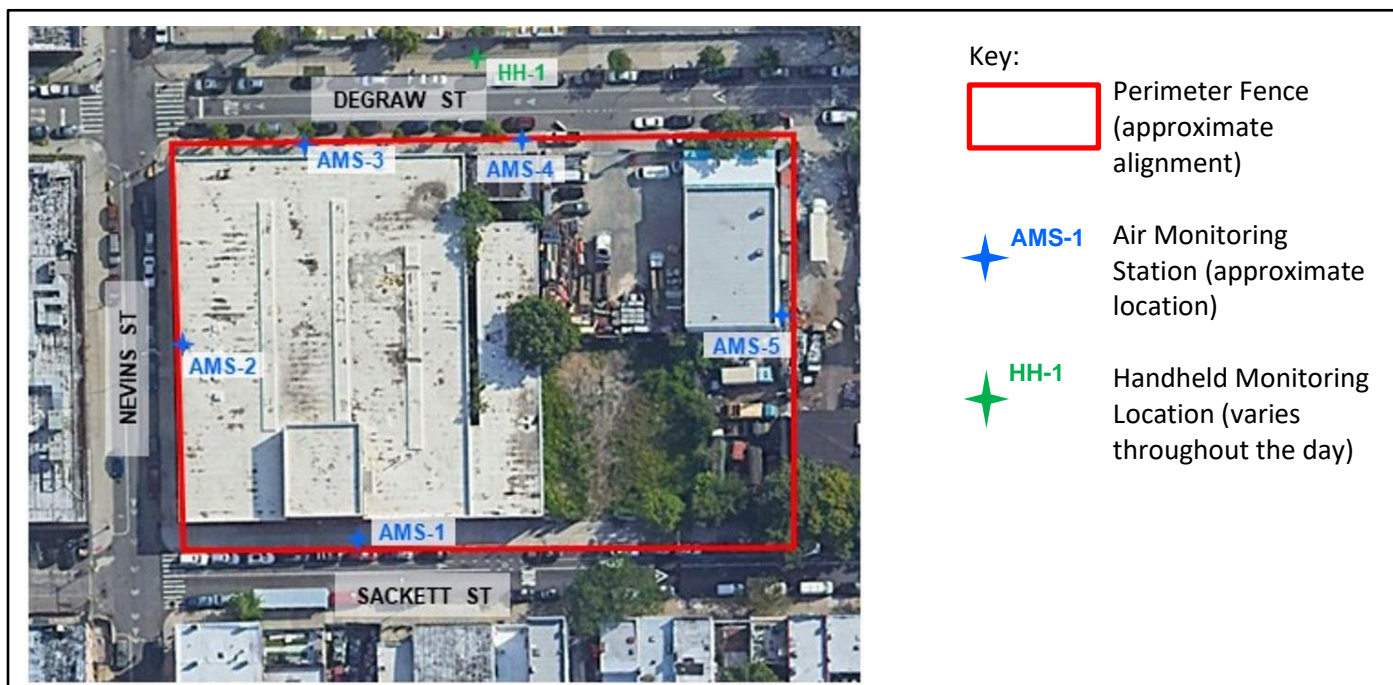 HH-1
DEGRAW ST
AMS-3
AMS-4
AMS-2
AMS-5
NEVINS ST
AMS-1
SACKETT ST
Key:
Perimeter Fence
(approximate
alignment)
AMS-1
Air Monitoring
Station (approximate
location)
HH-1
Handheld Monitoring
Location (varies
throughout the day)